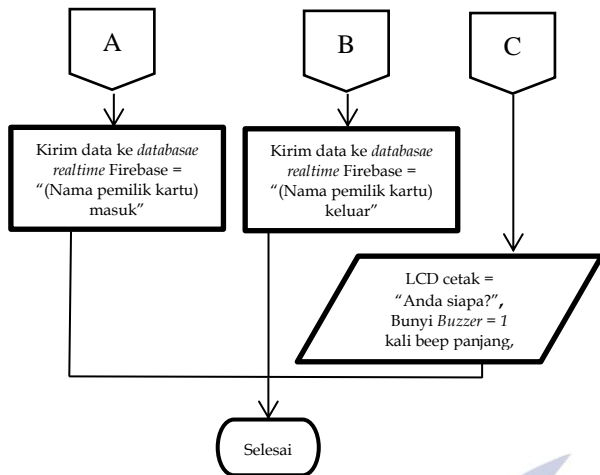 A
B
C
Kirim data ke databasae
realtime Firebase =
“(Nama pemilik kartu)
masuk”
Kirim data ke databasae
realtime Firebase =
“(Nama pemilik kartu)
keluar”
LCD cetak =
“Anda siapa?”,
Bunyi Buzzer = 1
kali beep panjang,
Selesai